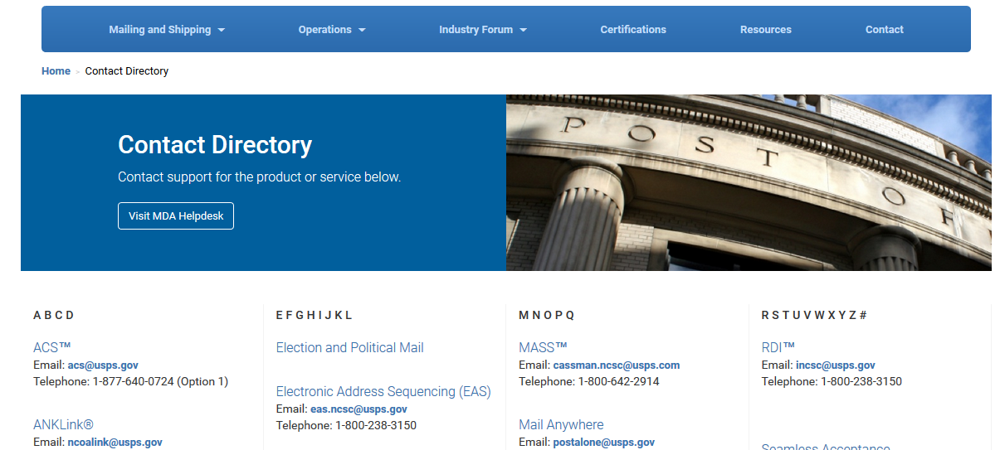 Mailing and Shipping Operations Industry Forum Certifications Resources Contact
Home > Contact Directory
Contact Directory
Contact support for the product or service below.
Visit MDA Helpdesk
POST OF
A B C D
ACS™
Email: acs@usps.gov
Telephone: 1-877-640-0724 (Option 1)
ANKLink®
Email: ncoalink@usps.gov
E F G H I J K L
Election and Political Mail
Electronic Address Sequencing (EAS)
Email: eas.ncsc@usps.gov
Telephone: 1-800-238-3150
M N O P Q
MASS™
Email: cassman.ncsc@usps.com
Telephone: 1-800-642-2914
Mail Anywhere
Email: postalone@usps.gov
R S T U V W X Y Z #
RDI™
Email: incsc@usps.gov
Telephone: 1-800-238-3150
Seamless Acceptance